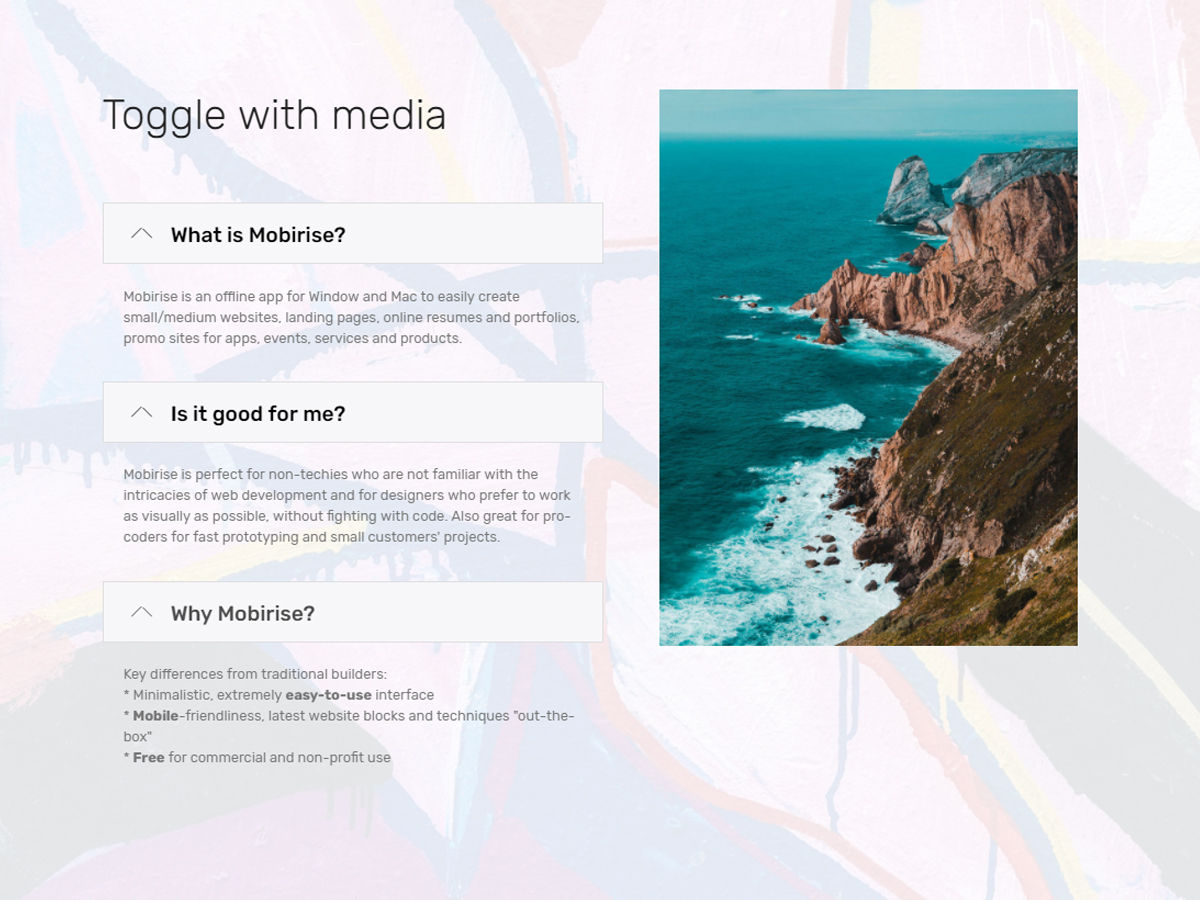 Toggle with media
What is Mobirise?
Mobirise is an offline app for Window and Mac to easily create
small/medium websites, landing pages, online resumes and portfolios,
promo sites for apps, events, services and products.
Is it good for me?
Mobirise is perfect for non-techies who are not familiar with the
intricacies of web development and for designers who prefer to work
as visually as possible, without fighting with code. Also great for pro-
coders for fast prototyping and small customers' projects.
Why Mobirise?
Key differences from traditional builders:
* Minimalistic, extremely easy-to-use interface
* Mobile-friendliness, latest website blocks and techniques "out-the-
box"
* Free for commercial and non-profit use